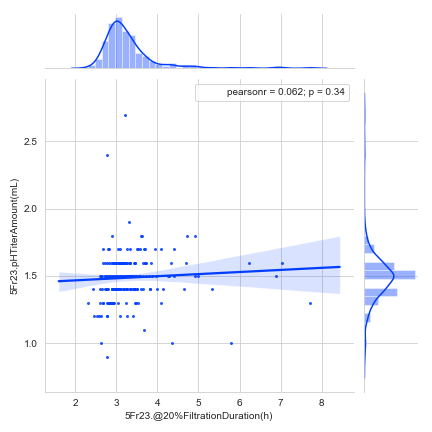 pearsonr = 0.062; p = 0.34
2.5
2.0
1.5
1.0
5Fr23.pHTiterAmount(mL)
2 3 4 5 6 7 8
5Fr23.@20%FiltrationDuration(h)